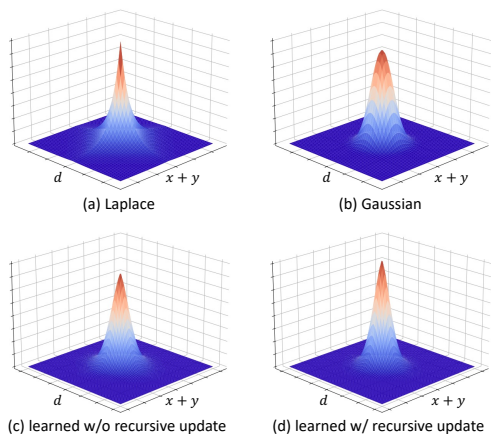 d
x + y
(a) Laplace
d
x + y
(b) Gaussian
d
x + y
(c) learned w/o recursive update
d
x + y
(d) learned w/ recursive update